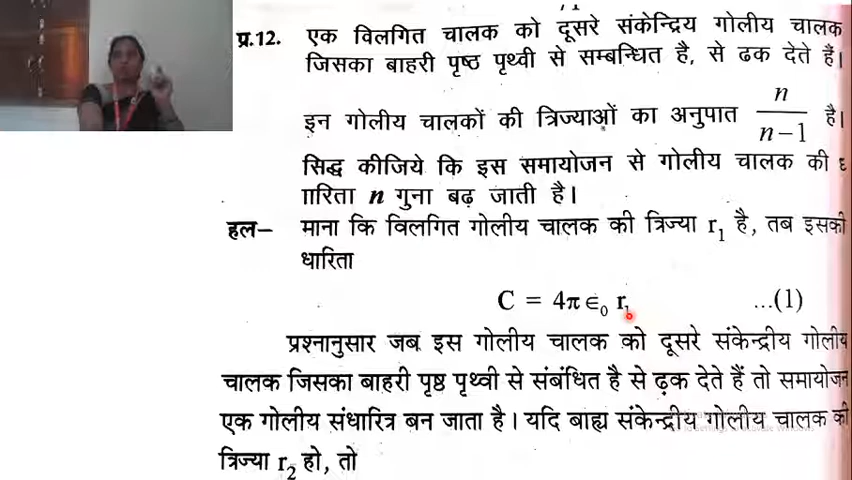 प्र.12. एक विलगित चालक को दूसरे संकेन्द्रिय गोलीय चालक
जिसका बाहरी पृष्ठ पृथ्वी से सम्बन्धित है, से ढक देते हैं।
इन गोलीय चालकों की त्रिज्याओं का अनुपात n/n−1 है।
सिद्ध कीजिये कि इस समायोजन से गोलीय चालक की ध
ाारिता n गुना बढ़ जाती है।
हल– माना कि विलगित गोलीय चालक की त्रिज्या r₁ है, तब इसकी
धारिता
C = 4π∈₀ r₁ ...(1)
प्रश्नानुसार जब इस गोलीय चालक को दूसरे संकेन्द्रीय गोलीय
चालक जिसका बाहरी पृष्ठ पृथ्वी से संबंधित है से ढ़क देते हैं तो समायोजन
एक गोलीय संधारित्र बन जाता है। यदि बाह्य संकेन्द्रीय गोलीय चालक की
त्रिज्या r₂ हो, तो